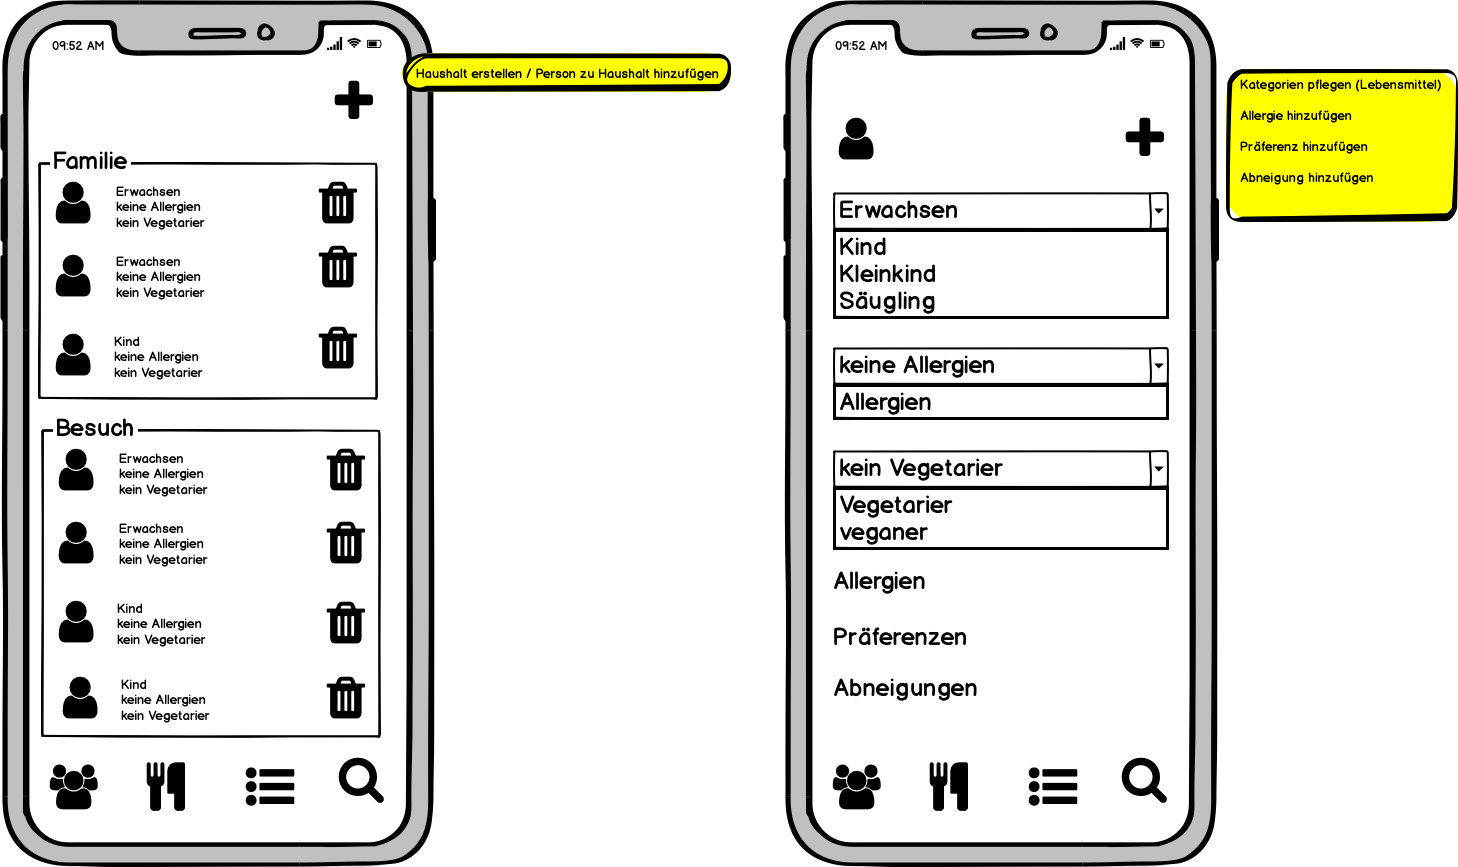 09:52 AM
Haushalt erstellen / Person zu Haushalt hinzufügen
Familie
Erwachsen
keine Allergien
kein Vegetarier
Erwachsen
keine Allergien
kein Vegetarier
Kind
keine Allergien
kein Vegetarier
Besuch
Erwachsen
keine Allergien
kein Vegetarier
Erwachsen
keine Allergien
kein Vegetarier
Kind
keine Allergien
kein Vegetarier
Kind
keine Allergien
kein Vegetarier
09:52 AM
Kategorien pflegen (Lebensmittel)
Allergie hinzufügen
Präferenz hinzufügen
Abneigung hinzufügen
Erwachsen
Kind
Kleinkind
Säugling
keine Allergien
Allergien
kein Vegetarier
Vegetarier
veganer
Allergien
Präferenzen
Abneigungen